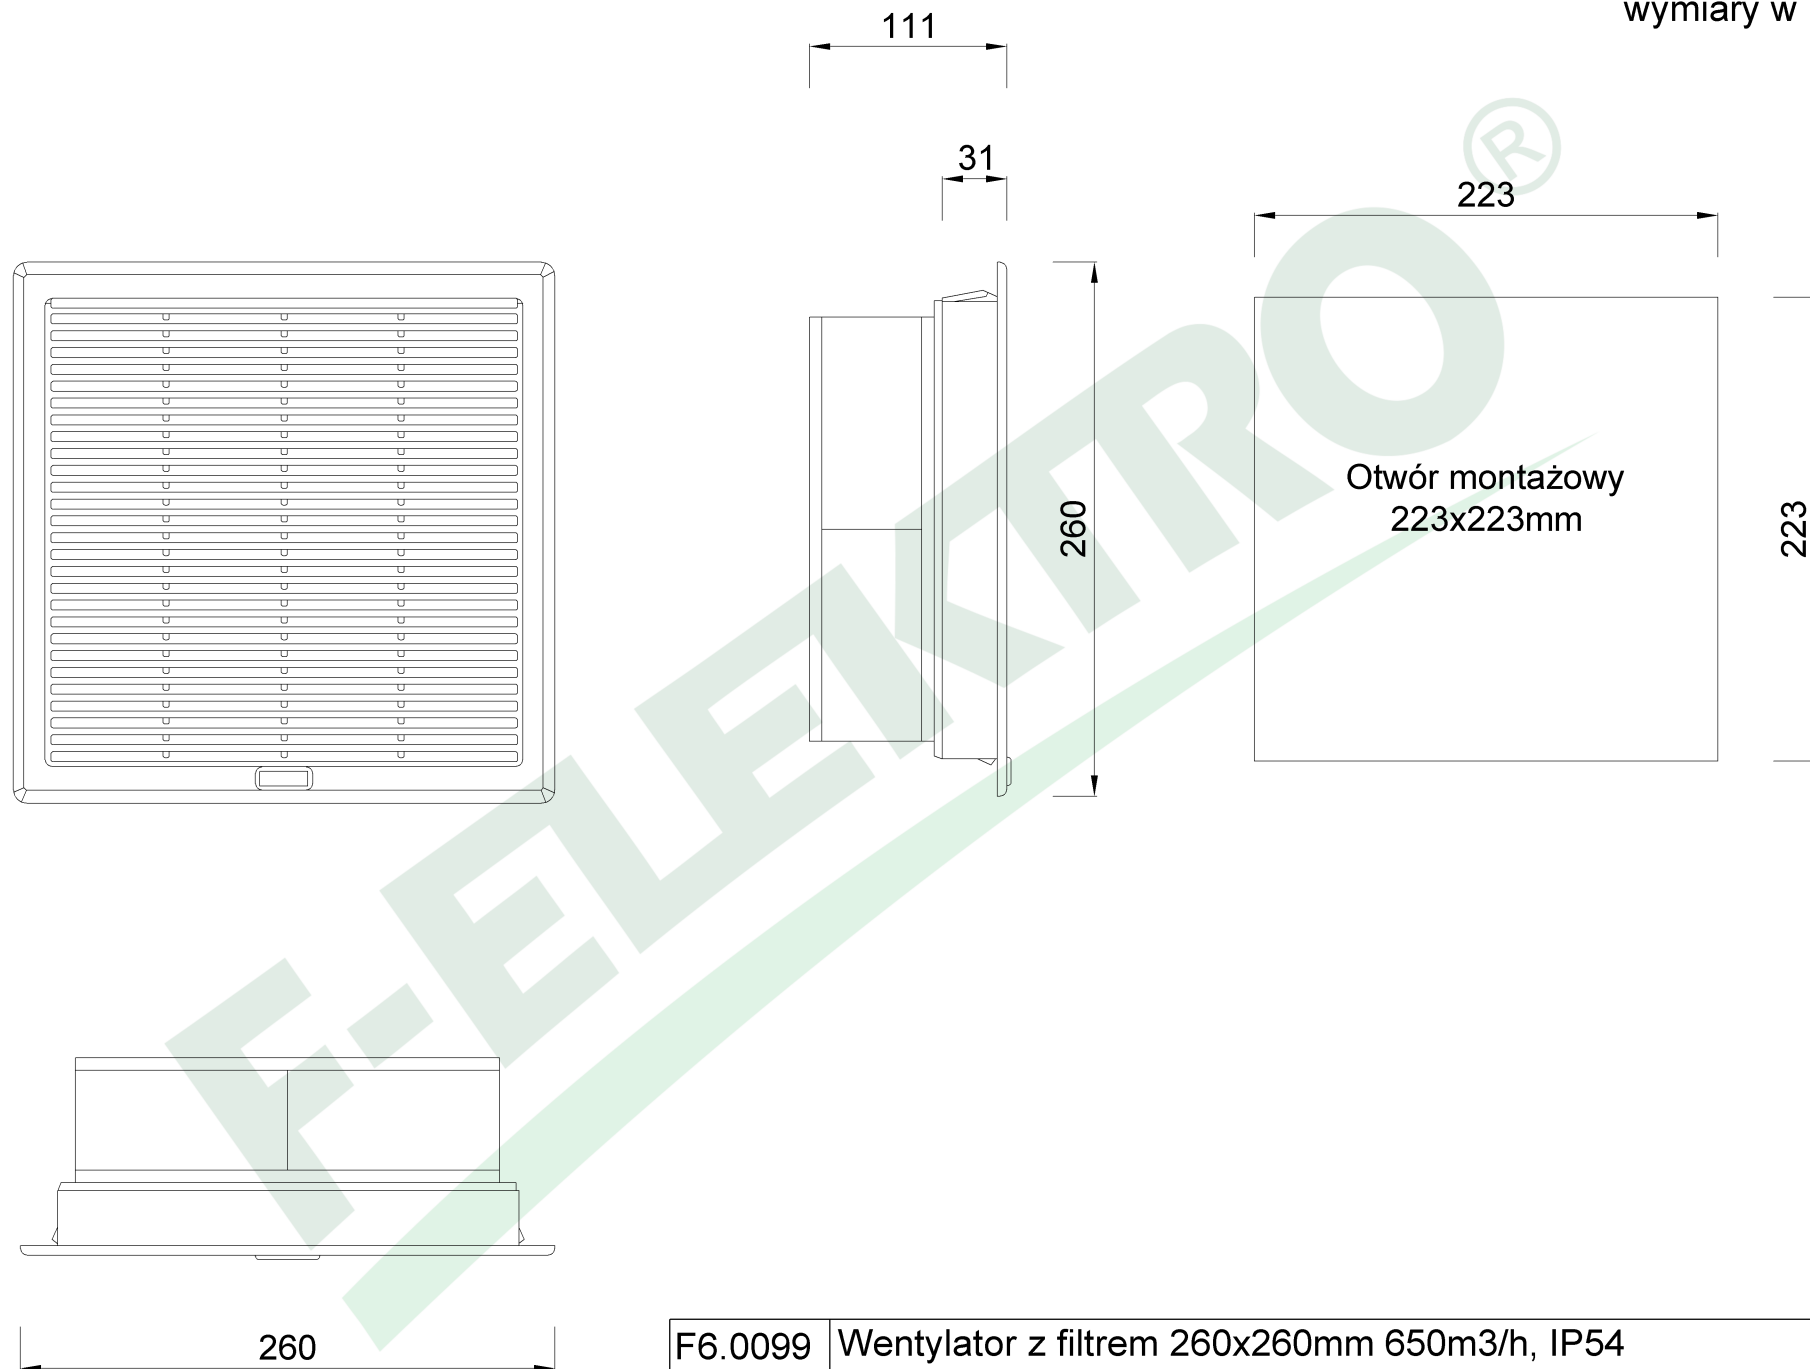 wymiary w
111
31
®
223
260
Otwór montażowy
223x223mm
223
F-ELEKTRO
260
F6.0099 Wentylator z filtrem 260x260mm 650m3/h, IP54